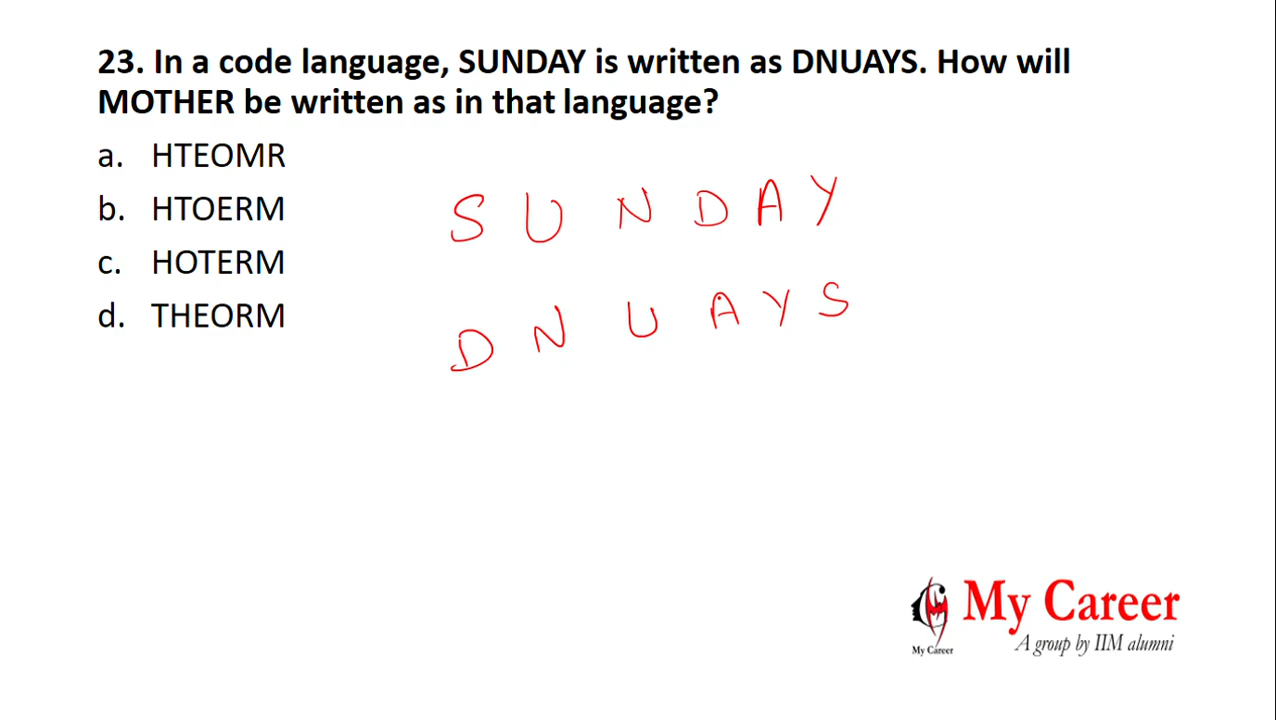 23. In a code language, SUNDAY is written as DNUAYS. How will
MOTHER be written as in that language?
a. HTEOMR
b. HTOERM
c. HOTERM
d. THEORM
S U N D A Y
D N U A Y S
My Career
A group by IIM alumni
My Career